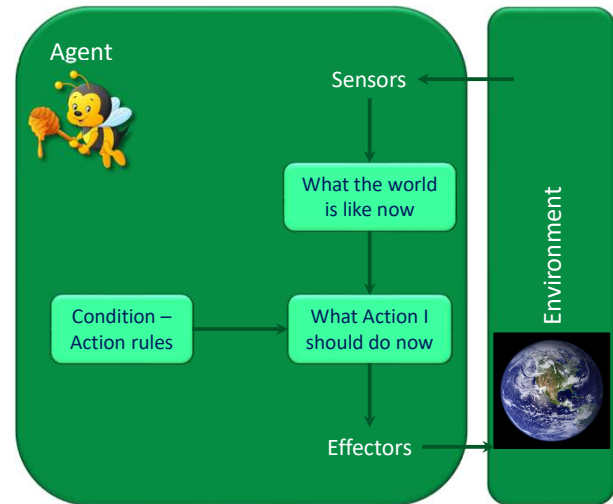 Agent
Sensors
What the world
is like now
Condition –
Action rules
What Action I
should do now
Effectors
Environment